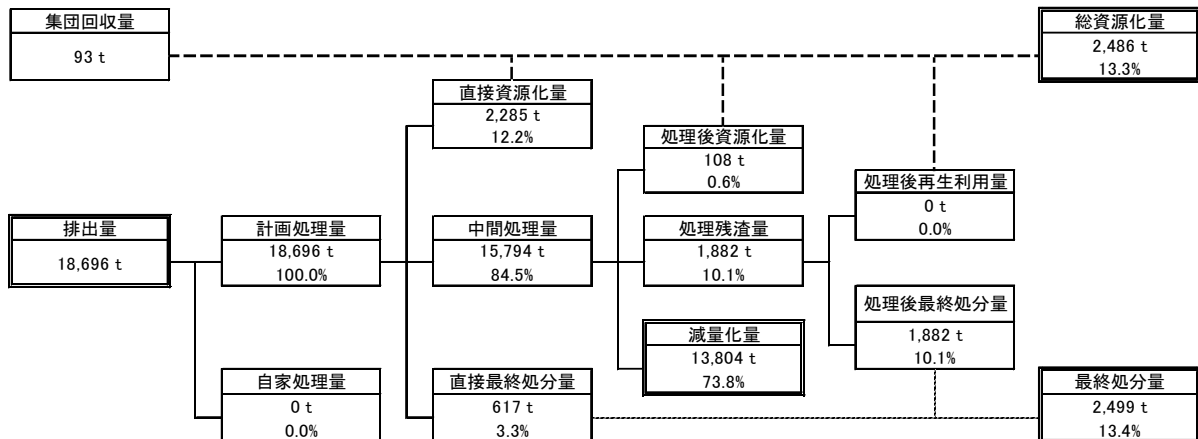 集団回収量
93 t
総資源化量
2,486 t
13.3%
直接資源化量
2,285 t
12.2%
処理後資源化量
108 t
0.6%
処理後再生利用量
0 t
0.0%
排出量
18,696 t
計画処理量
18,696 t
100.0%
中間処理量
15,794 t
84.5%
処理残渣量
1,882 t
10.1%
処理後最終処分量
1,882 t
10.1%
減量化量
13,804 t
73.8%
自家処理量
0 t
0.0%
直接最終処分量
617 t
3.3%
最終処分量
2,499 t
13.4%